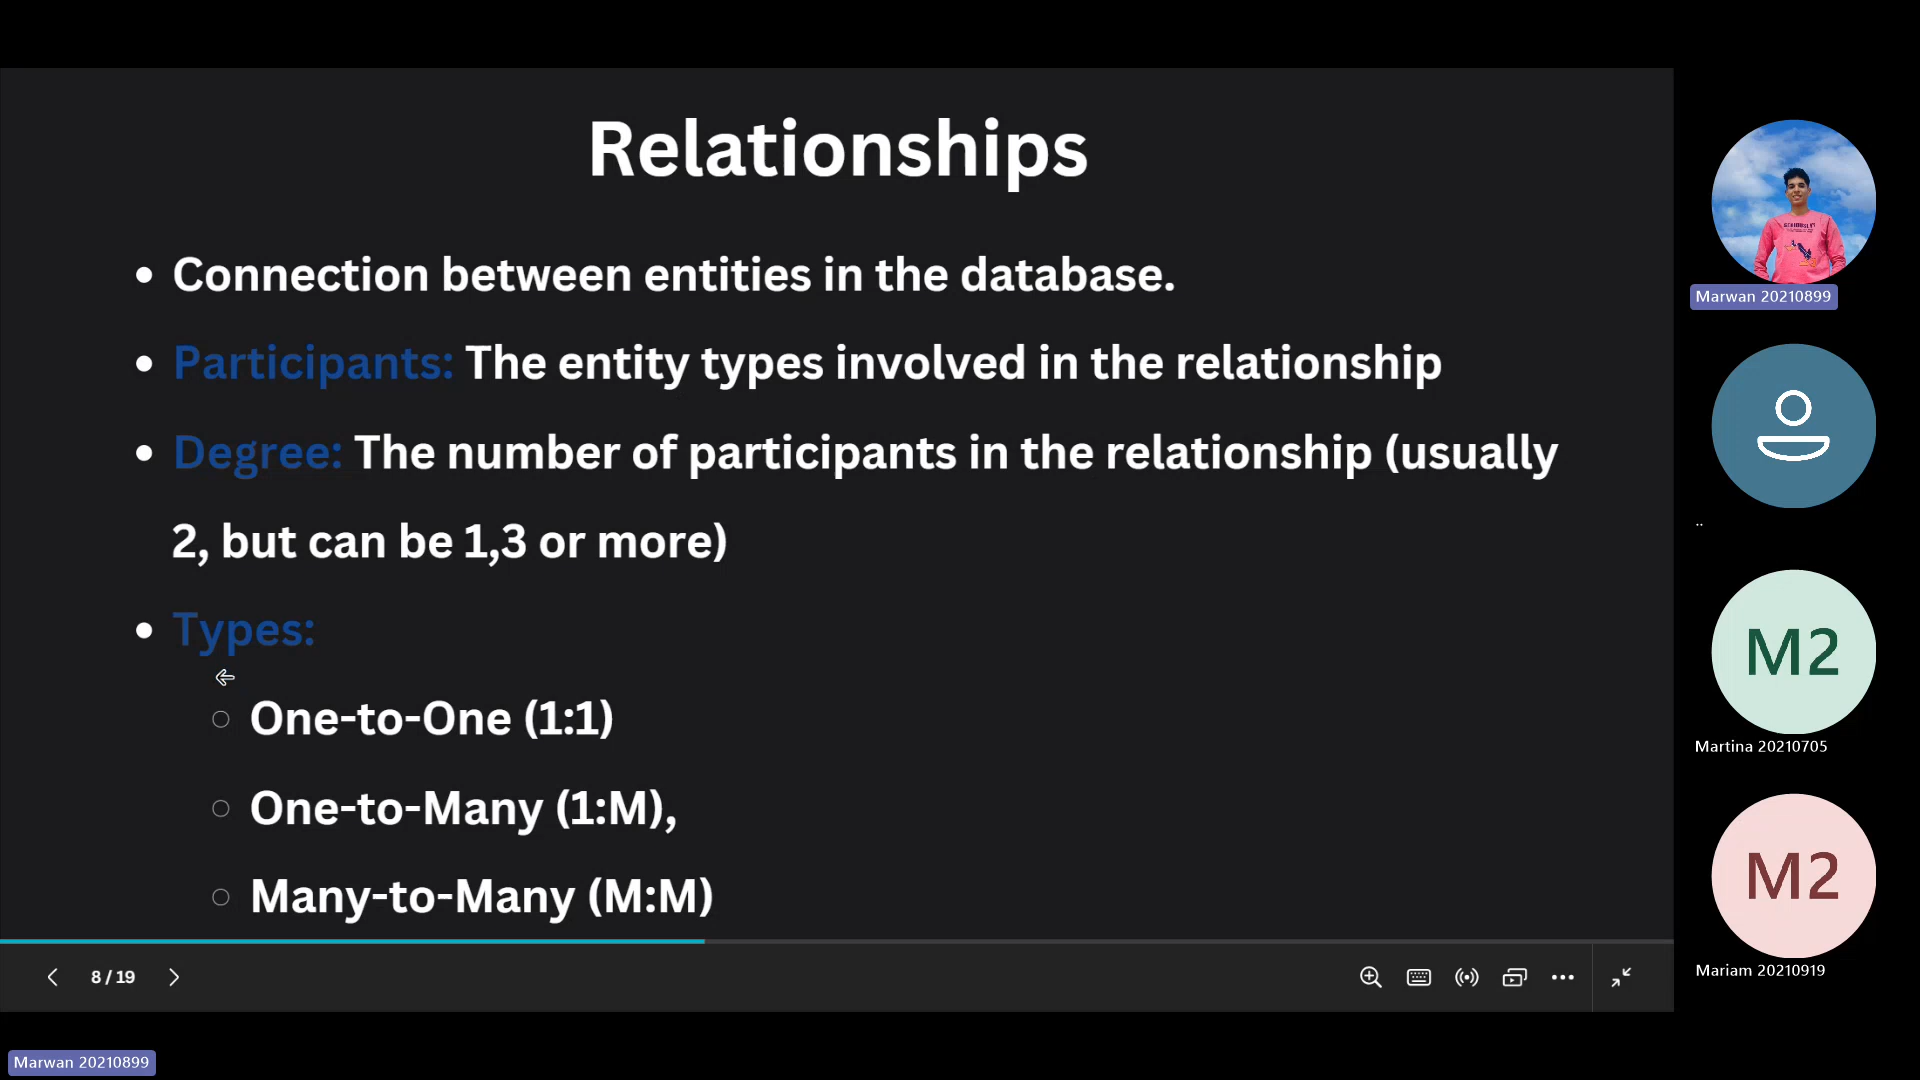 Relationships
• Connection between entities in the database.
• Participants: The entity types involved in the relationship
• Degree: The number of participants in the relationship (usually
2, but can be 1,3 or more)
• Types:
○ One-to-One (1:1)
○ One-to-Many (1:M),
○ Many-to-Many (M:M)
8 / 19
Marwan 20210899
..
M2
Martina 20210705
M2
Mariam 20210919
Marwan 20210899